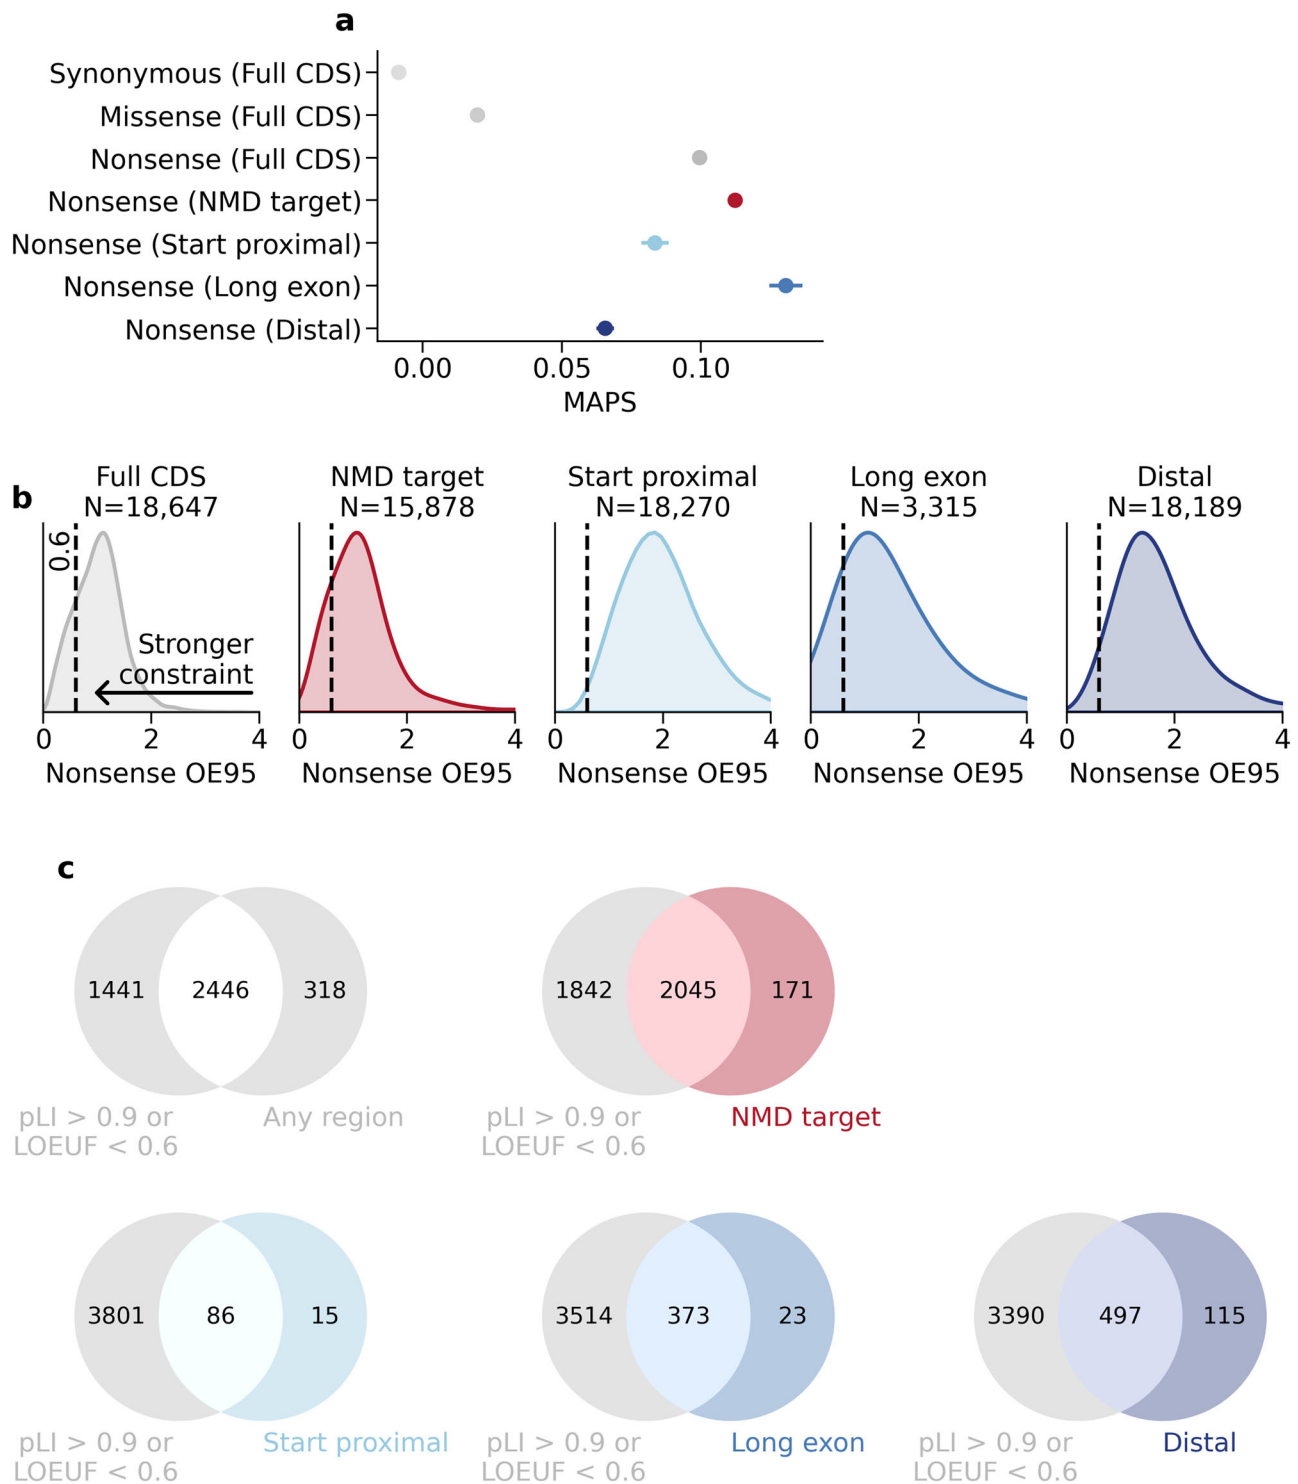 a
Synonymous (Full CDS)
Missense (Full CDS)
Nonsense (Full CDS)
Nonsense (NMD target)
Nonsense (Start proximal)
Nonsense (Long exon)
Nonsense (Distal)
0.00 0.05 0.10
MAPS
b
Full CDS
N=18,647
0.6
Stronger
constraint
0 2 4
Nonsense OE95
NMD target
N=15,878
0 2 4
Nonsense OE95
Start proximal
N=18,270
0 2 4
Nonsense OE95
Long exon
N=3,315
0 2 4
Nonsense OE95
Distal
N=18,189
0 2 4
Nonsense OE95
c
1441 2446 318
pLI > 0.9 or
LOEUF < 0.6
Any region
1842 2045 171
pLI > 0.9 or
LOEUF < 0.6
NMD target
3801 86 15
pLI > 0.9 or
LOEUF < 0.6
Start proximal
3514 373 23
pLI > 0.9 or
LOEUF < 0.6
Long exon
3390 497 115
pLI > 0.9 or
LOEUF < 0.6
Distal